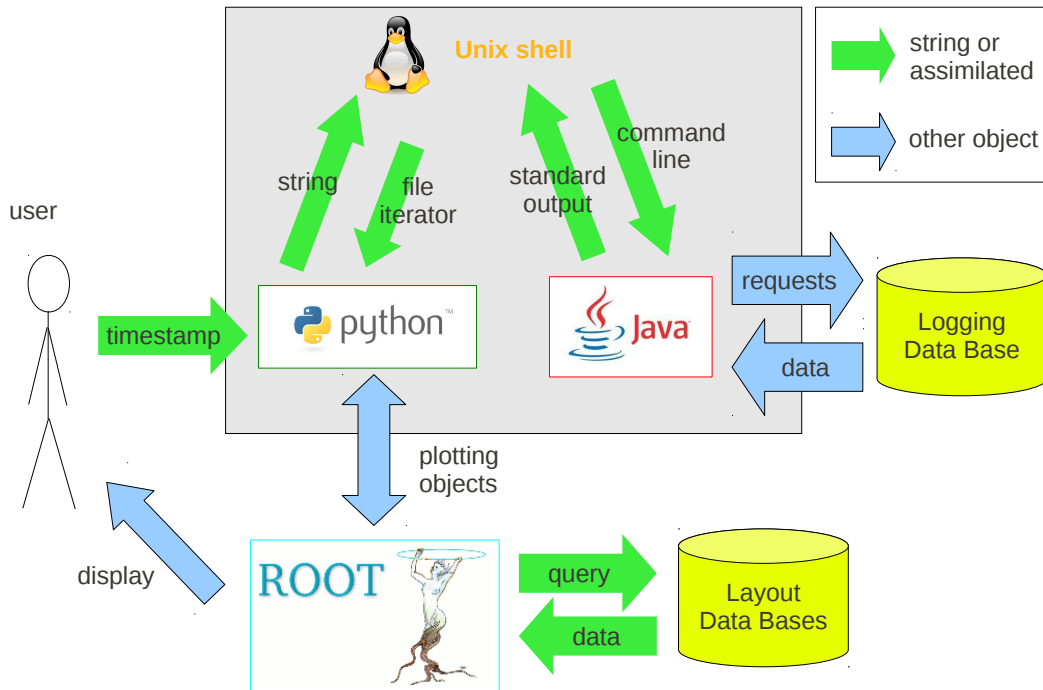 Unix shell
string or
assimilated
other object
string
file
iterator
standard
output
command
line
user
timestamp
python™
Java
requests
data
Logging
Data Base
plotting
objects
display
ROOT
query
data
Layout
Data Bases